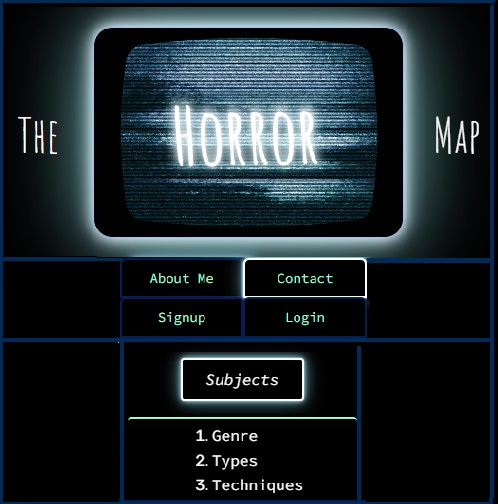 The Horror Map
About Me Contact
Signup Login
Subjects
1. Genre
2. Types
3. Techniques